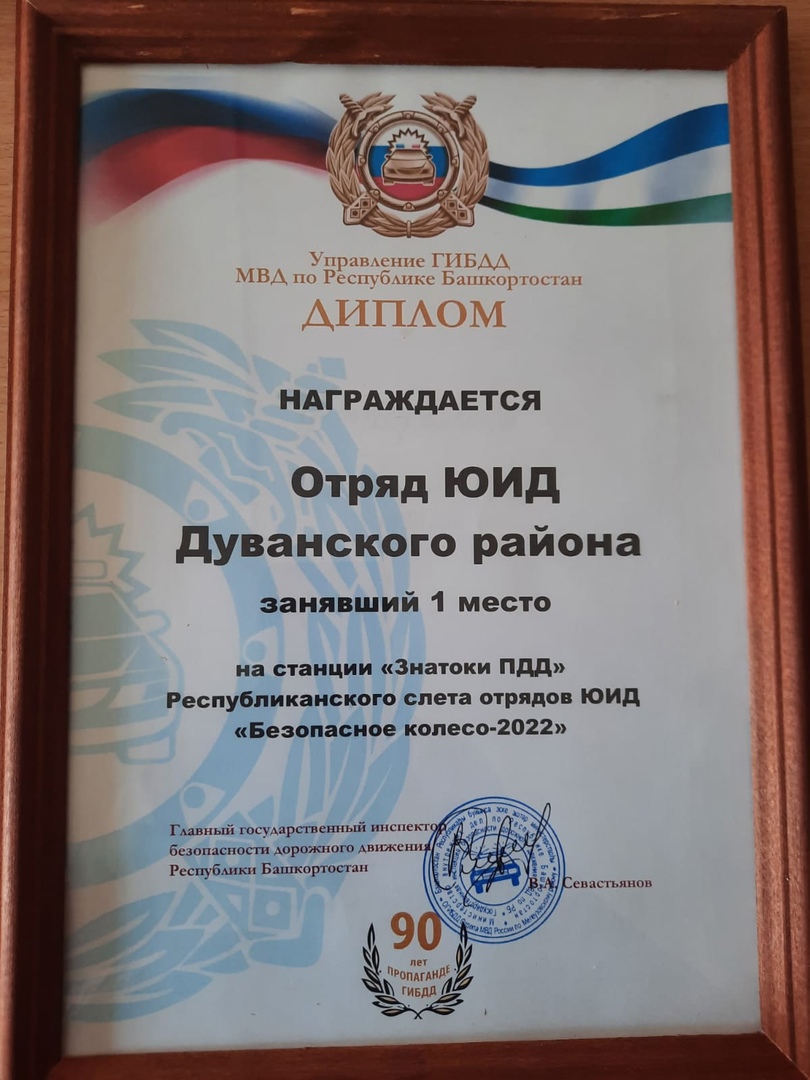 Управление ГИБДД
МВД по Республике Башкортостан
ДИПЛОМ
НАГРАЖДАЕТСЯ
Отряд ЮИД
Дуванского района
занявший 1 место
на станции «Знатоки ПДД»
Республиканского слета отрядов ЮИД
«Безопасное колесо-2022»
Главный государственный инспектор
безопасности дорожного движения
Республики Башкортостан
В.А. Севастьянов
90
лет
ПРОПАГАНДЕ
ГИБДД